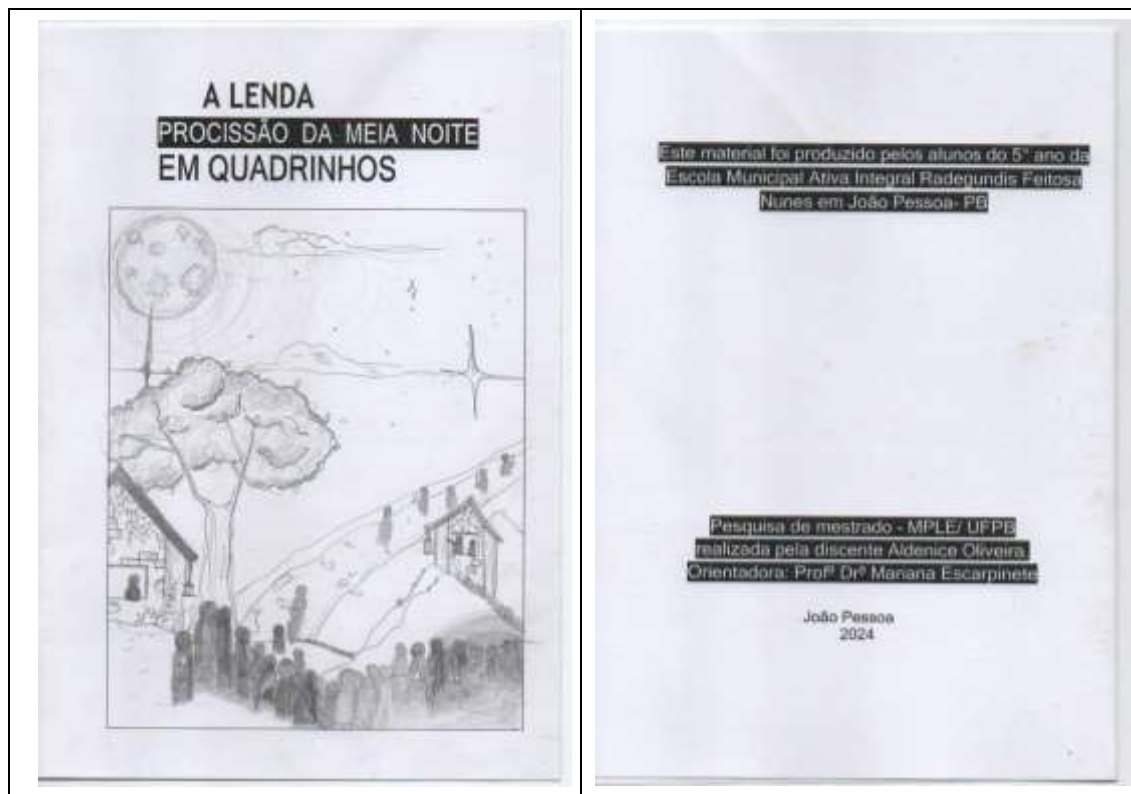 A LENDA
PROCISSÃO DA MEIA NOITE
EM QUADRINHOS
Este material foi produzido pelos alunos do 5° ano da
Escola Municipal Ativa Integral Radegundis Feitosa
Nunes em João Pessoa- PB
Pesquisa de mestrado - MPLE/ UFPB
realizada pela discente Aldenice Oliveira
Orientadora: Profª Drª Mariana Escarpinete
João Pessoa
2024